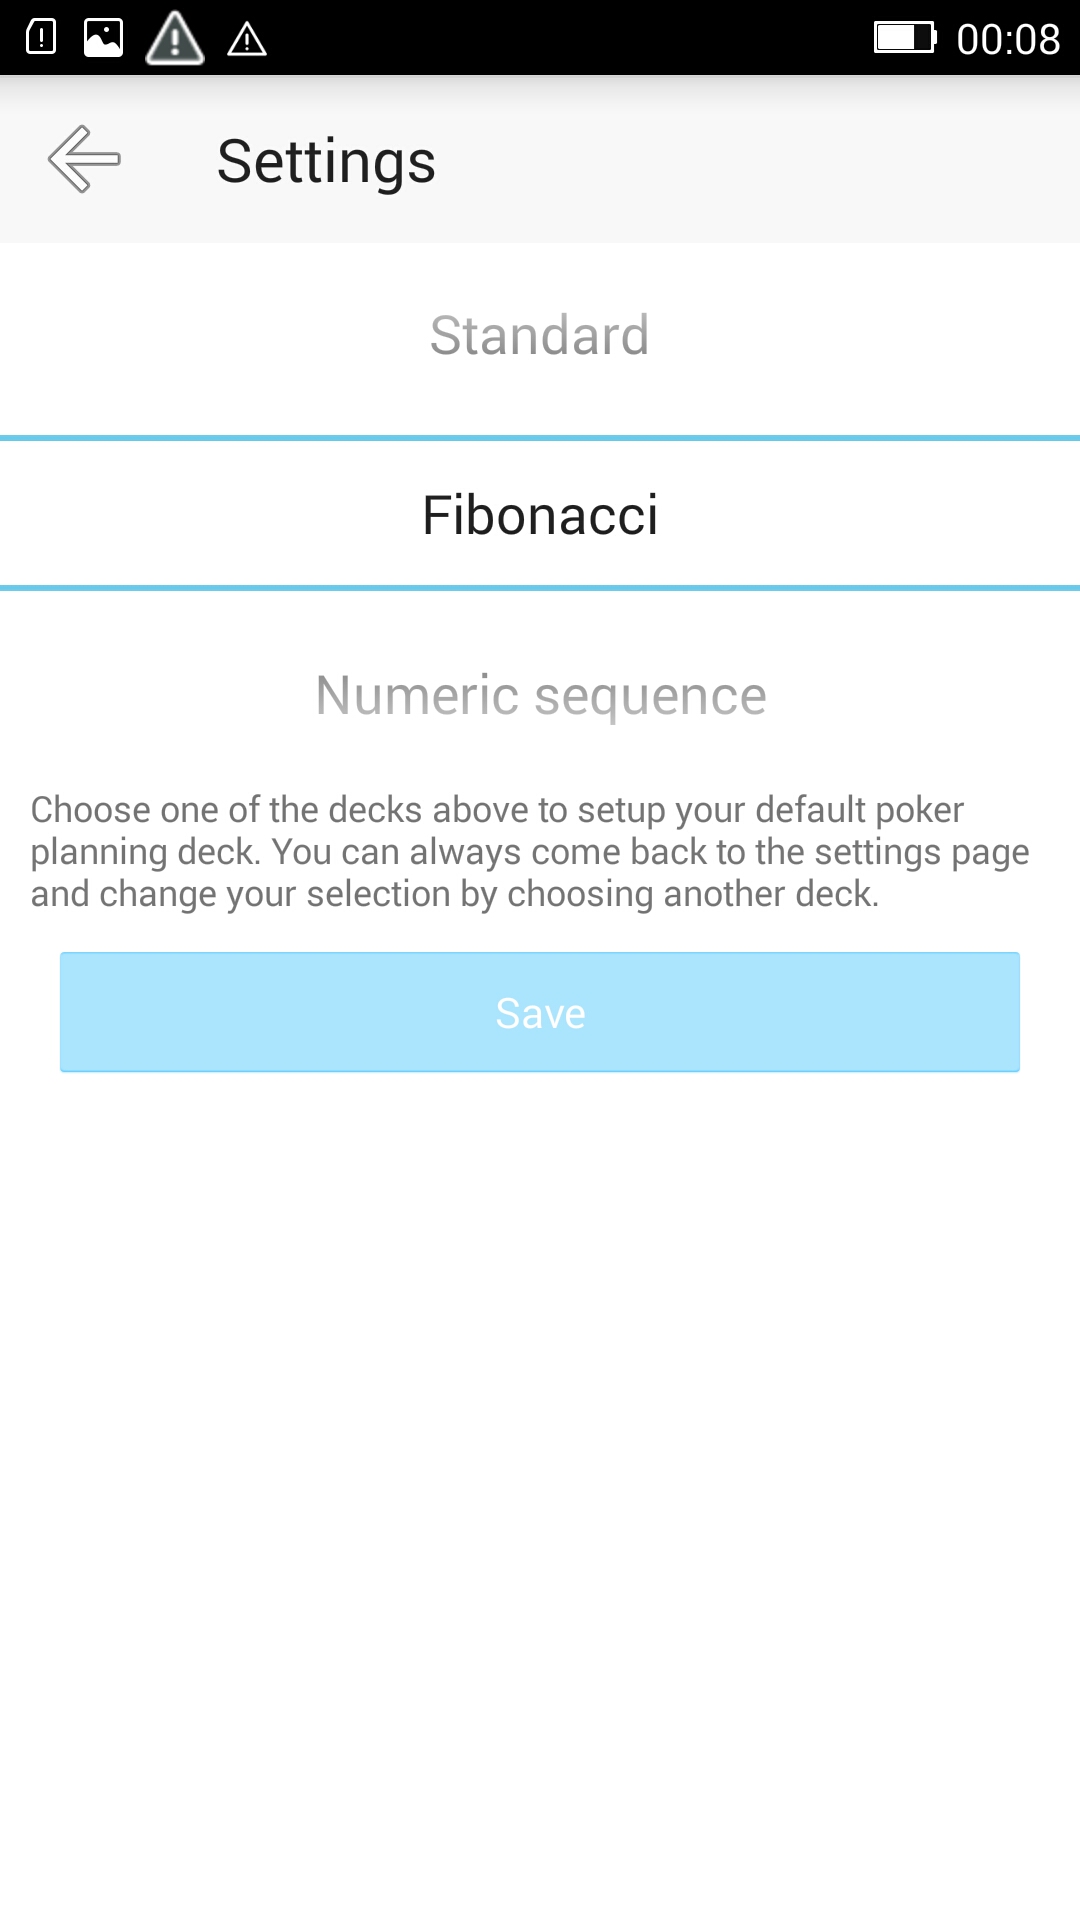 00:08
Settings
Standard
Fibonacci
Numeric sequence
Choose one of the decks above to setup your default poker
planning deck. You can always come back to the settings page
and change your selection by choosing another deck.
Save